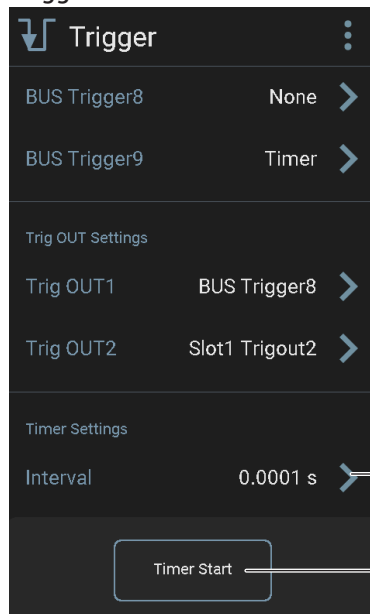 Trigger
BUS Trigger8 None
BUS Trigger9 Timer
Trig OUT Settings
Trig OUT1 BUS Trigger8
Trig OUT2 Slot1 Trigout2
Timer Settings
Interval 0.0001 s
Timer Start